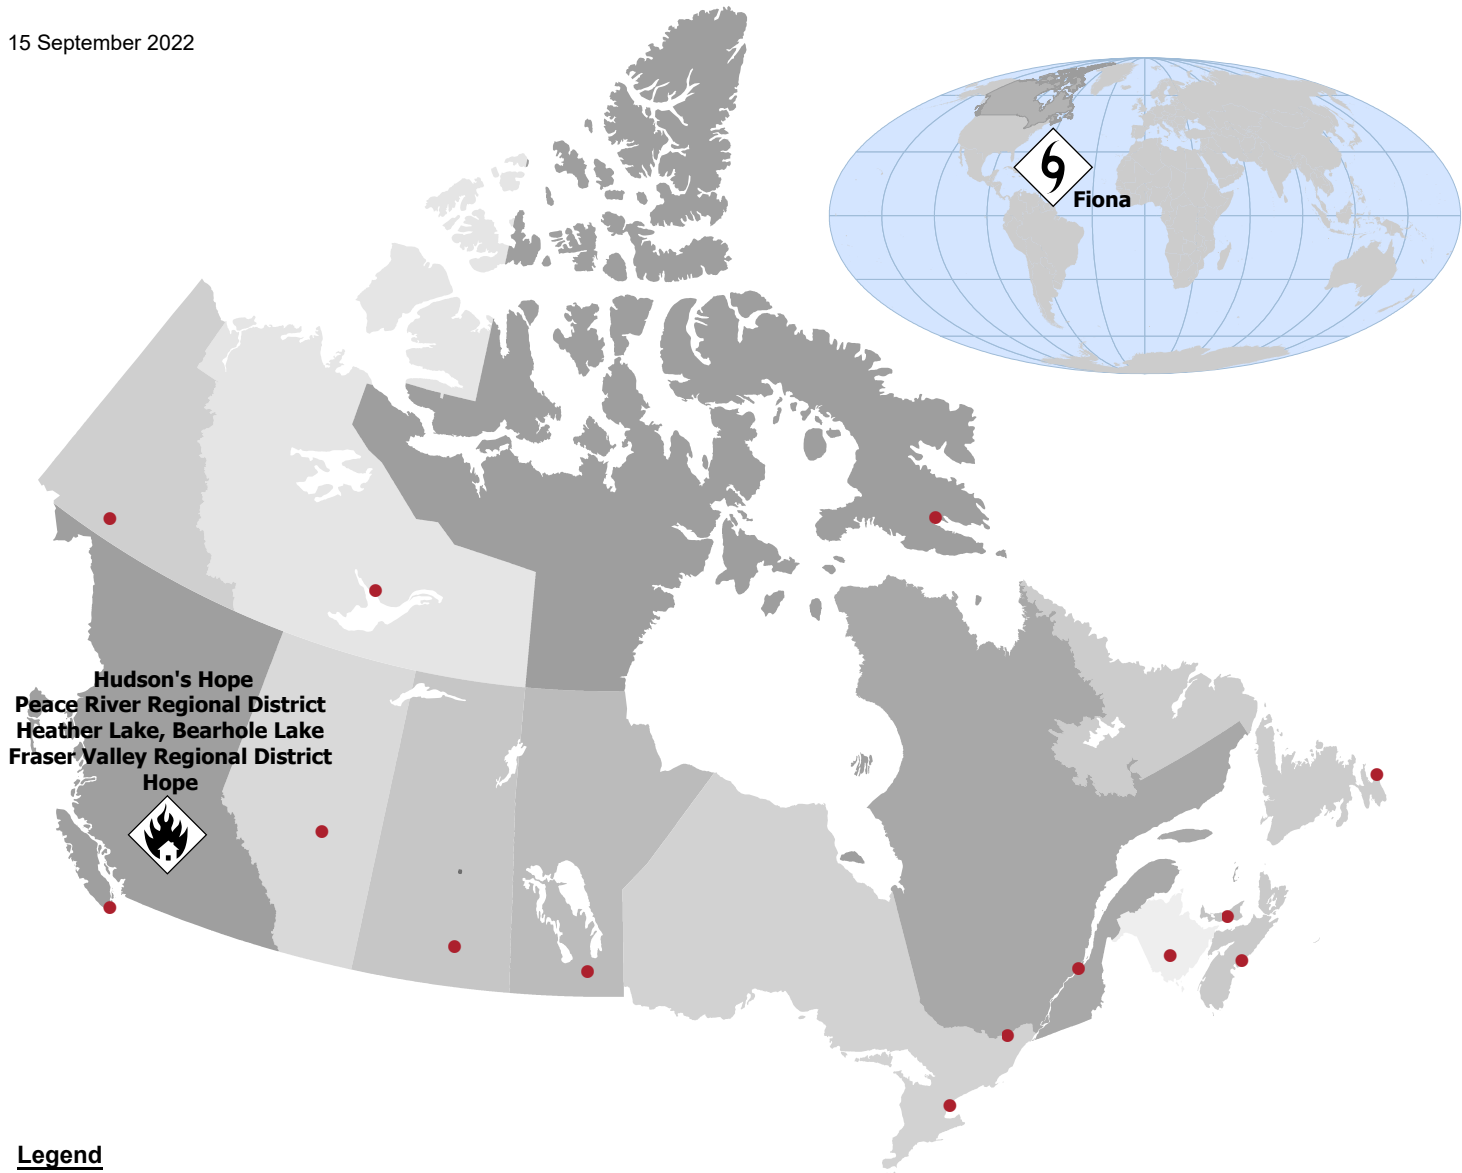 15 September 2022
Fiona
Hudson's Hope
Peace River Regional District
Heather Lake, Bearhole Lake
Fraser Valley Regional District
Hope
Legend